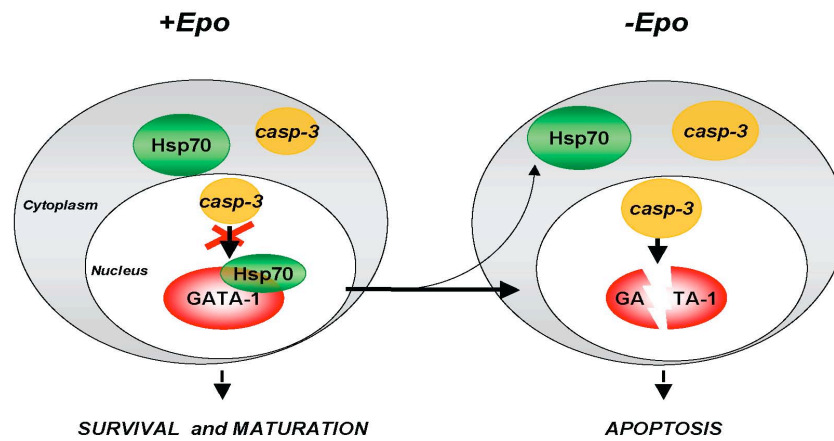 +Epo
-Epo
Hsp70
casp-3
Cytoplasm
casp-3
Nucleus
Hsp70
GATA-1
Hsp70
casp-3
casp-3
GA TA-1
SURVIVAL and MATURATION
APOPTOSIS